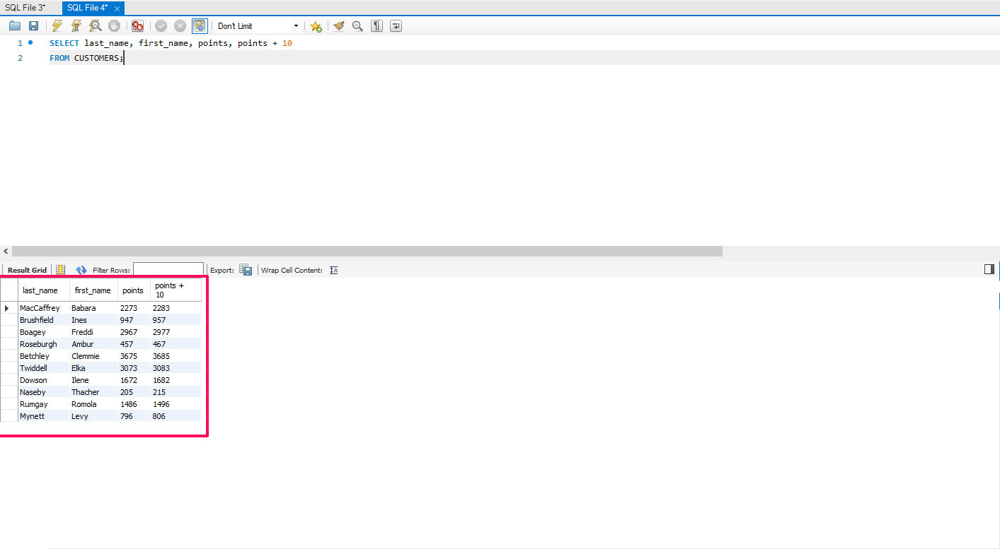 SQL File 3* SQL File 4*
Don't Limit
1 SELECT last_name, first_name, points, points + 10
2 FROM CUSTOMERS;
Result Grid Filter Rows: Export: Wrap Cell Content:
last_name first_name points points +
10
MacCaffrey Babara 2273 2283
Brushfield Ines 947 957
Boagey Freddi 2967 2977
Roseburgh Ambur 457 467
Betchley Clemmie 3675 3685
Twiddell Elka 3073 3083
Dowson Ilene 1672 1682
Naseby Thacher 205 215
Rumgay Romola 1486 1496
Mynett Levy 796 806